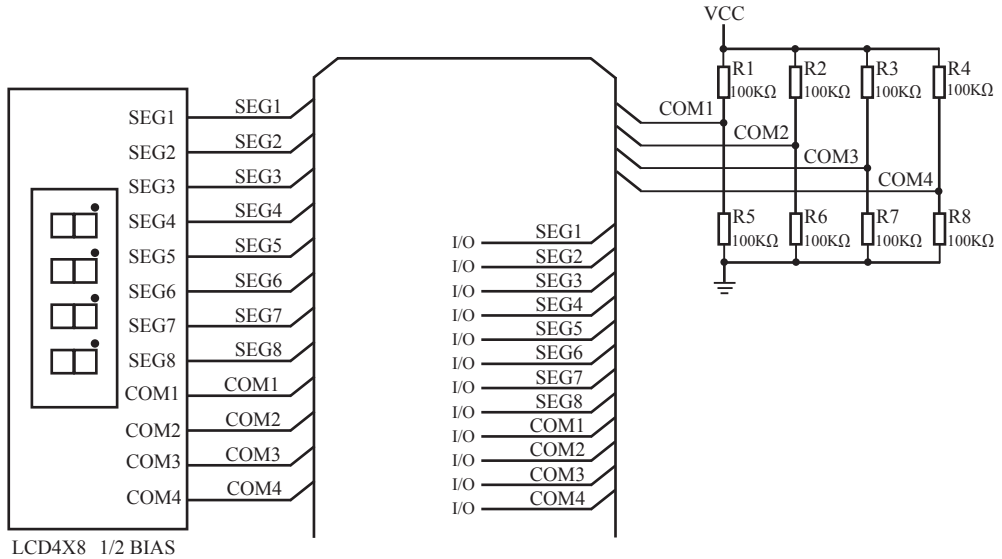 VCC
R1 R2 R3 R4
100KΩ 100KΩ 100KΩ 100KΩ
COM1
COM2
COM3
COM4
R5 R6 R7 R8
100KΩ 100KΩ 100KΩ 100KΩ
SEG1 SEG1
SEG2 SEG2
SEG3 SEG3
SEG4 SEG4
SEG5 SEG5
SEG6 SEG6
SEG7 SEG7
SEG8 SEG8
COM1 COM1
COM2 COM2
COM3 COM3
COM4 COM4
I/O SEG1
I/O SEG2
I/O SEG3
I/O SEG4
I/O SEG5
I/O SEG6
I/O SEG7
I/O SEG8
I/O COM1
I/O COM2
I/O COM3
I/O COM4
LCD4X8 1/2 BIAS